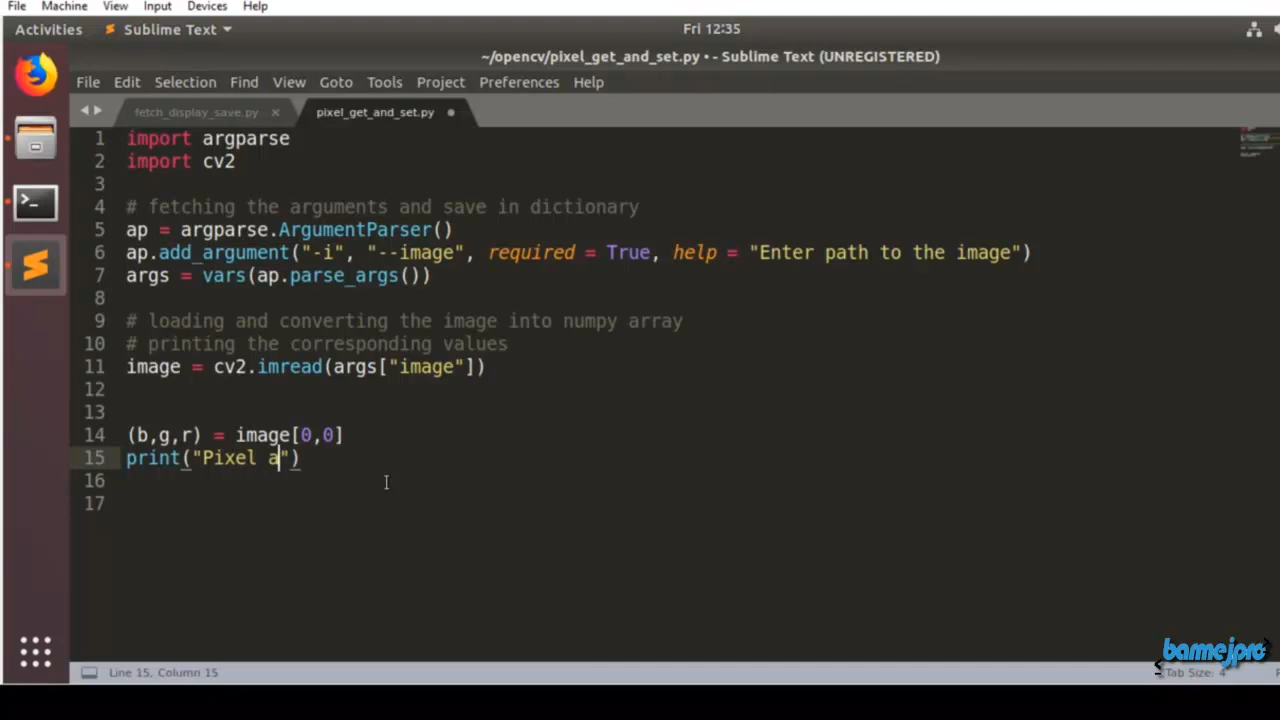 File Machine View Input Devices Help
Activities Sublime Text Fri 12:35
~/opencv/pixel_get_and_set.py • - Sublime Text (UNREGISTERED)
File Edit Selection Find View Goto Tools Project Preferences Help
fetch_display_save.py × pixel_get_and_set.py
1 import argparse
2 import cv2
3
4 # fetching the arguments and save in dictionary
5 ap = argparse.ArgumentParser()
6 ap.add_argument("-i", "--image", required = True, help = "Enter path to the image")
7 args = vars(ap.parse_args())
8
9 # loading and converting the image into numpy array
10 # printing the corresponding values
11 image = cv2.imread(args["image"])
12
13
14 (b,g,r) = image[0,0]
15 print("Pixel a")
16
17
barmejpro
Line 15, Column 15 Tab Size: 4